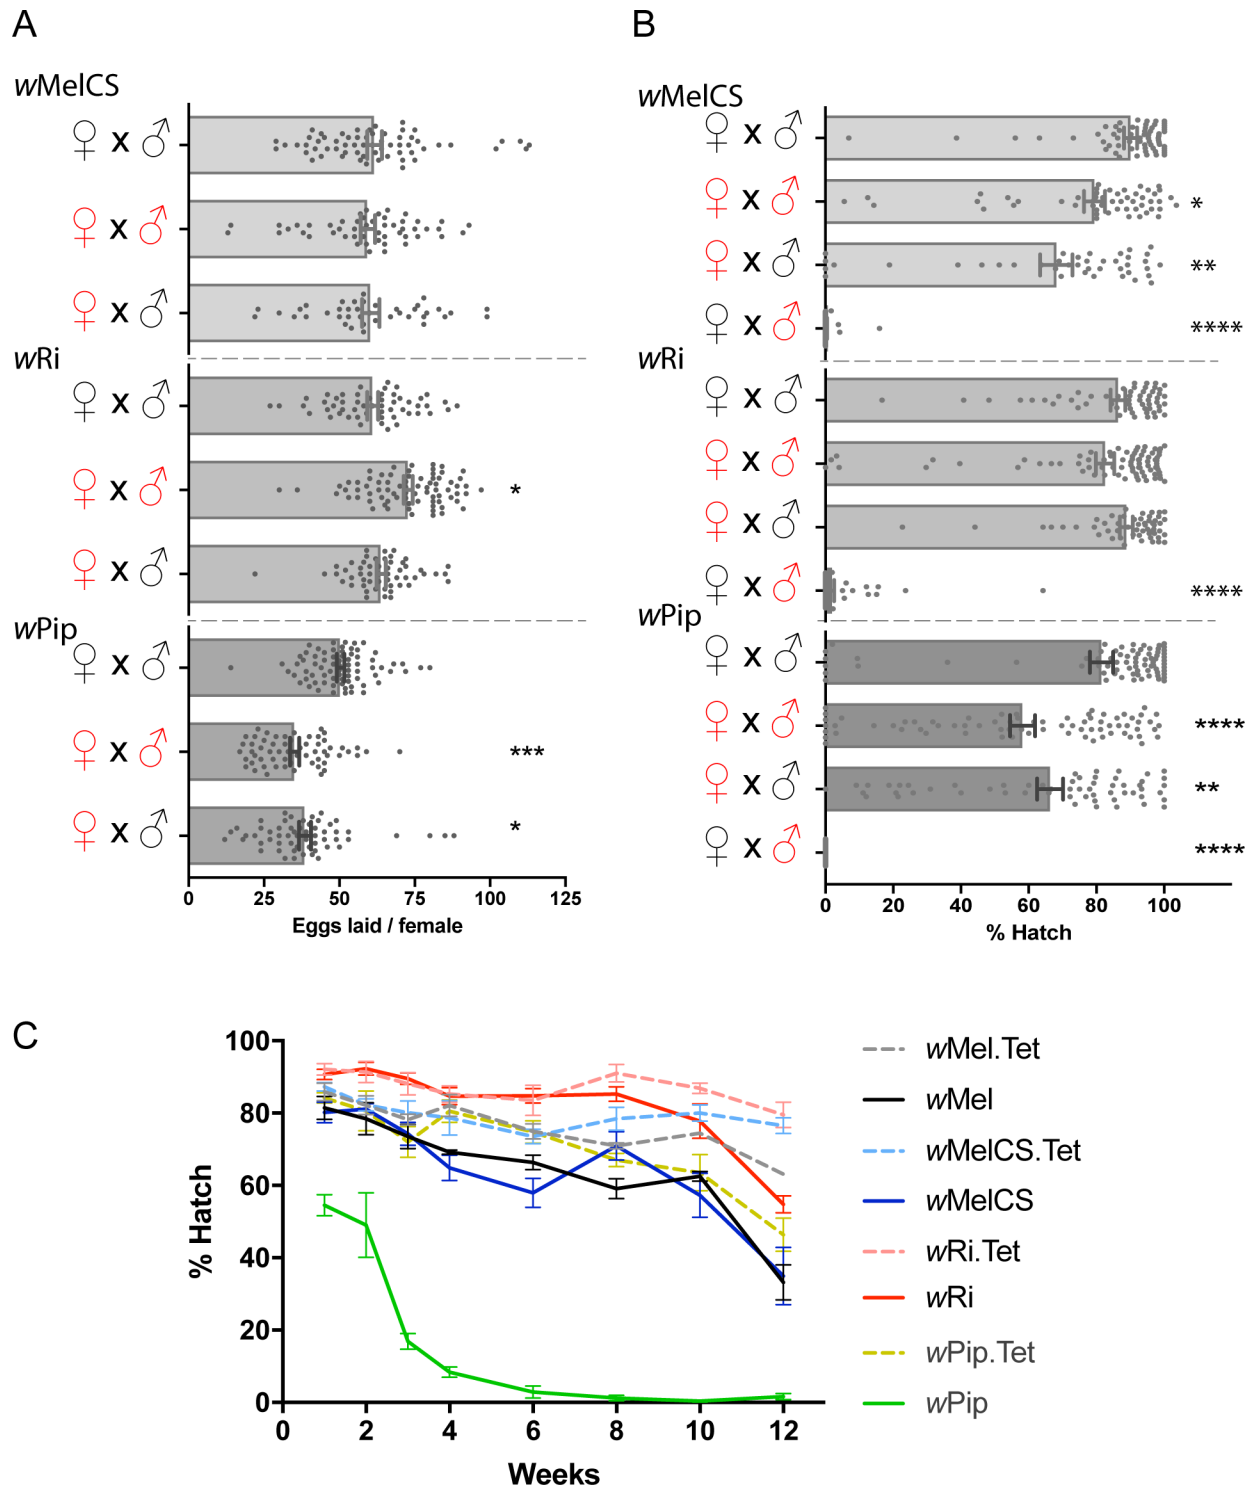 A
wMelCS
♀ X ♂
♀ X ♂
♀ X ♂
wRi
♀ X ♂
♀ X ♂
*
♀ X ♂
wPip
♀ X ♂
♀ X ♂
***
♀ X ♂
*
0 25 50 75 100 125
Eggs laid / female
B
wMelCS
♀ X ♂
♀ X ♂
*
♀ X ♂
**
♀ X ♂
****
wRi
♀ X ♂
♀ X ♂
♀ X ♂
♀ X ♂
****
wPip
♀ X ♂
♀ X ♂
****
♀ X ♂
**
♀ X ♂
****
0 20 40 60 80 100
% Hatch
C
100
80
60
40
20
0
% Hatch
0 2 4 6 8 10 12
Weeks
wMel.Tet
wMel
wMelCS.Tet
wMelCS
wRi.Tet
wRi
wPip.Tet
wPip